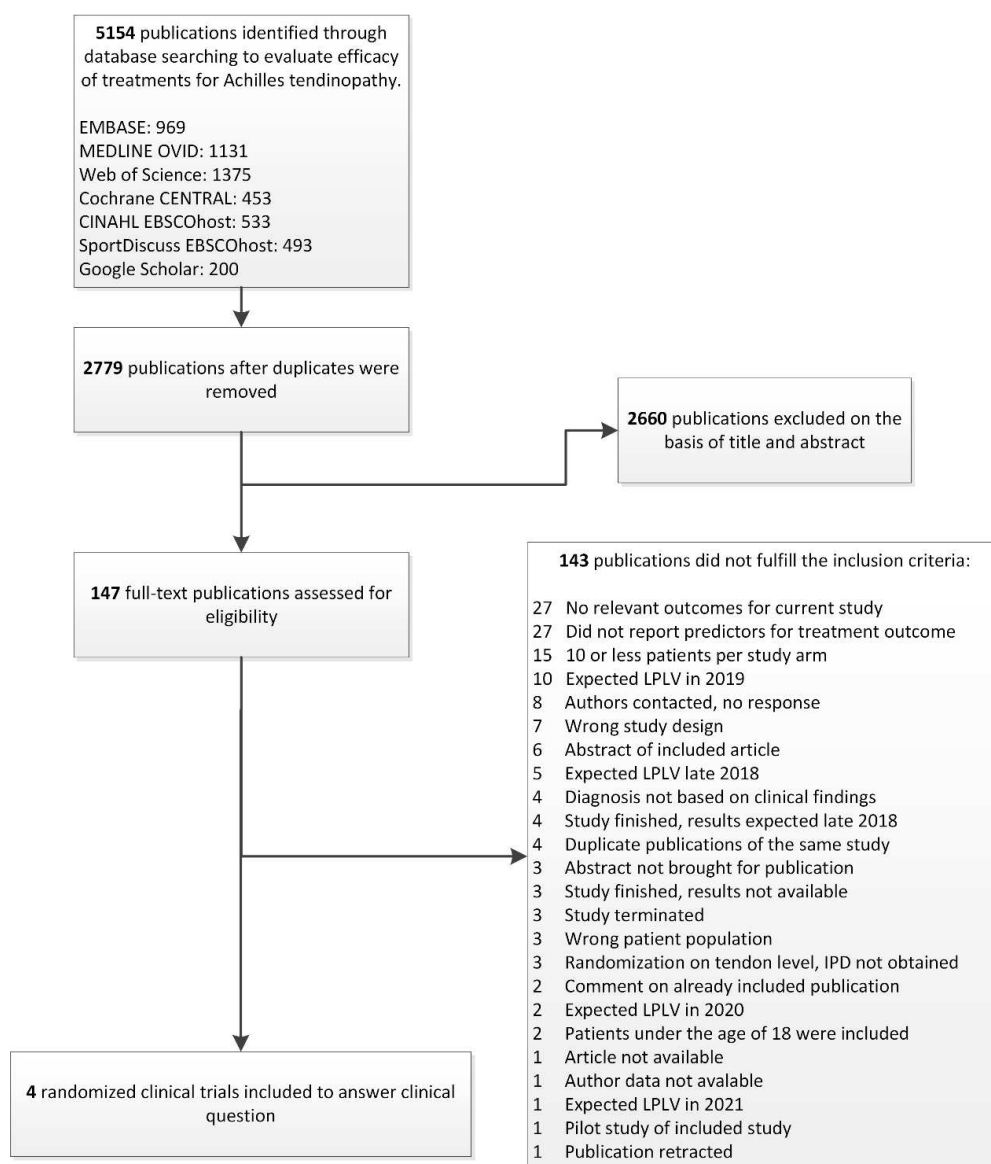 5154 publications identified through
database searching to evaluate efficacy
of treatments for Achilles tendinopathy.
EMBASE: 969
MEDLINE OVID: 1131
Web of Science: 1375
Cochrane CENTRAL: 453
CINAHL EBSCOhost: 533
SportDiscuss EBSCOhost: 493
Google Scholar: 200
2779 publications after duplicates were
removed
2660 publications excluded on the
basis of title and abstract
147 full-text publications assessed for
eligibility
143 publications did not fulfill the inclusion criteria:
27 No relevant outcomes for current study
27 Did not report predictors for treatment outcome
15 10 or less patients per study arm
10 Expected LPLV in 2019
8 Authors contacted, no response
7 Wrong study design
6 Abstract of included article
5 Expected LPLV late 2018
4 Diagnosis not based on clinical findings
4 Study finished, results expected late 2018
4 Duplicate publications of the same study
3 Abstract not brought for publication
3 Study finished, results not available
3 Study terminated
3 Wrong patient population
3 Randomization on tendon level, IPD not obtained
2 Comment on already included publication
2 Expected LPLV in 2020
2 Patients under the age of 18 were included
1 Article not available
1 Author data not avalable
1 Expected LPLV in 2021
1 Pilot study of included study
1 Publication retracted
4 randomized clinical trials included to answer clinical
question